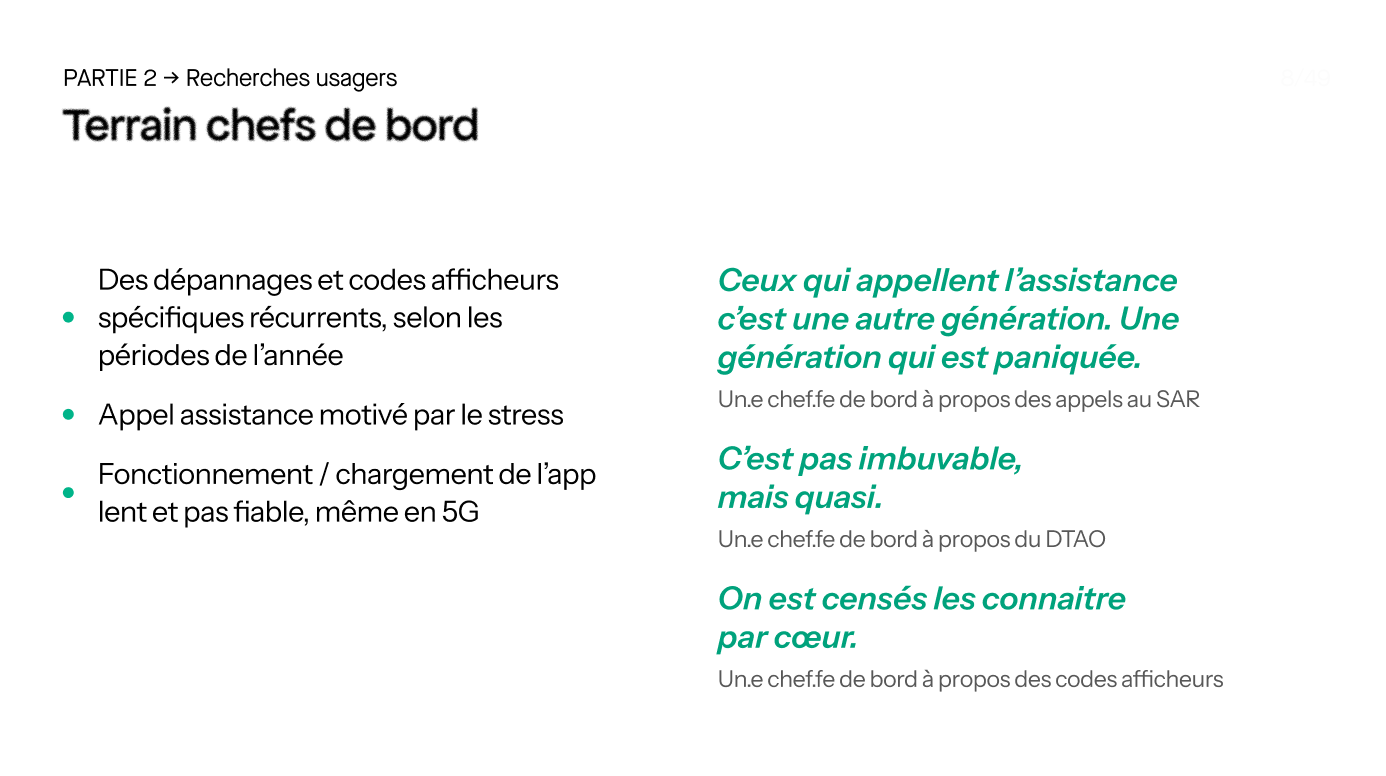 PARTIE 2 → Recherches usagers
Terrain chefs de bord
Des dépannages et codes afficheurs
spécifiques récurrents, selon les
périodes de l’année
Appel assistance motivé par le stress
Fonctionnement / chargement de l’app
lent et pas fiable, même en 5G
Ceux qui appellent l’assistance
c’est une autre génération. Une
génération qui est paniquée.
Un.e chef.fe de bord à propos des appels au SAR
C’est pas imbuvable,
mais quasi.
Un.e chef.fe de bord à propos du DTAO
On est censés les connaitre
par cœur.
Un.e chef.fe de bord à propos des codes afficheurs